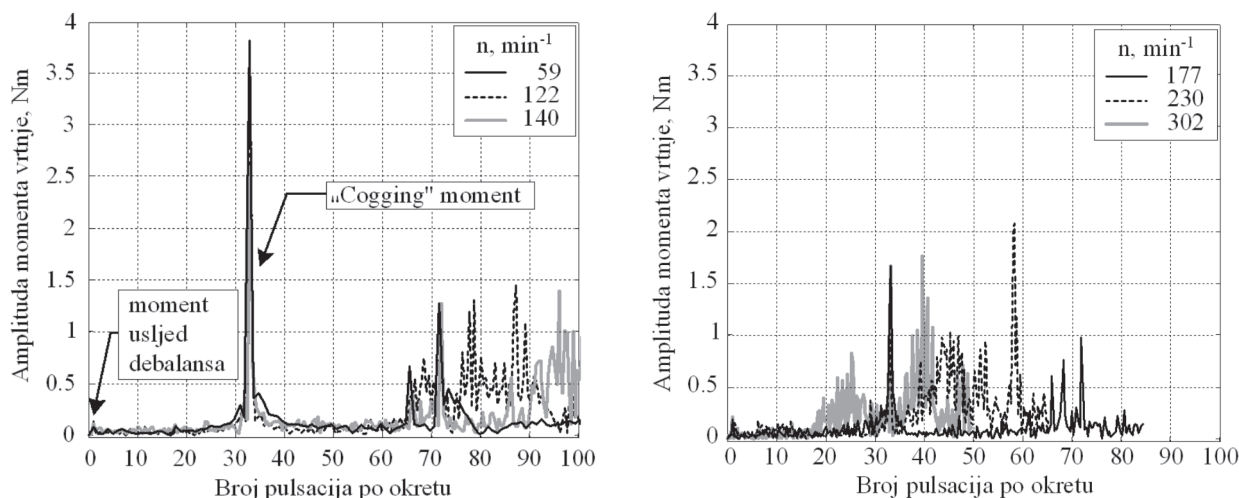 Amplituda momenta vrtnje, Nm
4
3.5
3
2.5
2
1.5
1
0.5
0
n, min-1
59
122
140
„Cogging" moment
moment
usljed
debalansa
0 10 20 30 40 50 60 70 80 90 100
Broj pulsacija po okretu
Amplituda momenta vrtnje, Nm
4
3.5
3
2.5
2
1.5
1
0.5
0
n, min-1
177
230
302
0 10 20 30 40 50 60 70 80 90 100
Broj pulsacija po okretu